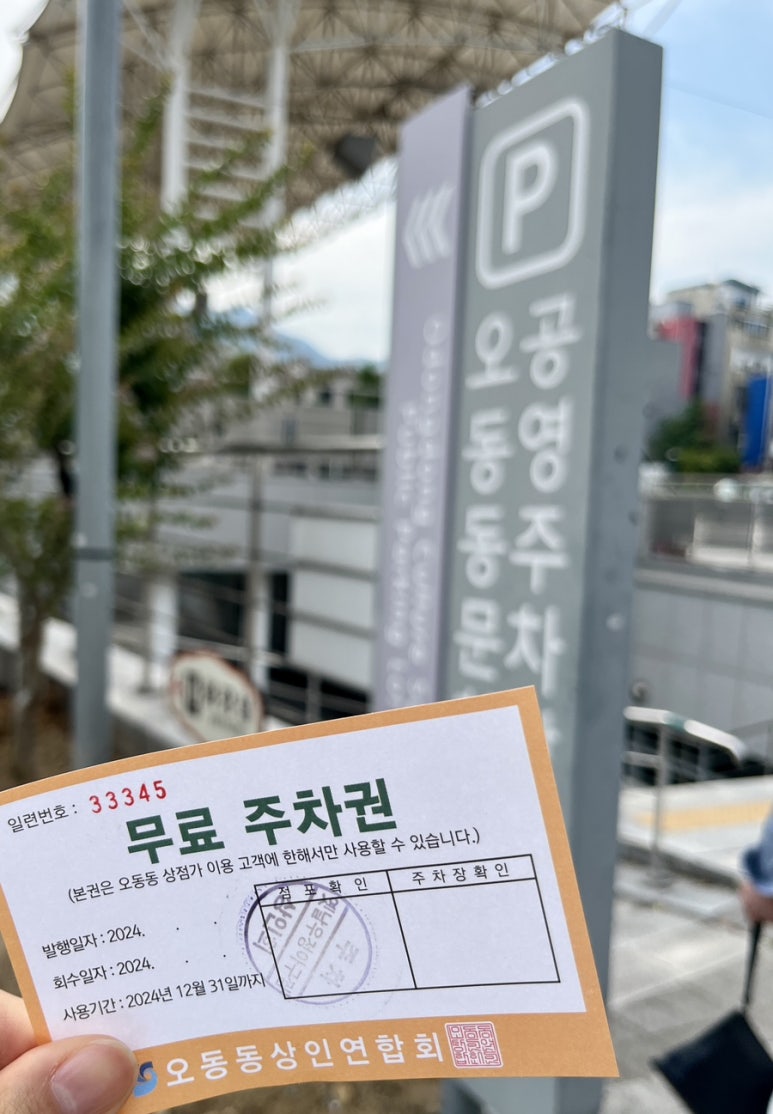 P
공영주차
오동동문
일련번호 : 33345
무료 주차권
(본권은 오동동 상점가 이용 고객에 한해서만 사용할 수 있습니다.)
점 포 확 인
주 차 장 확 인
발행일자 : 2024. . .
회수일자 : 2024. . .
사용기간 : 2024년 12월 31일까지
오동동상인연합회